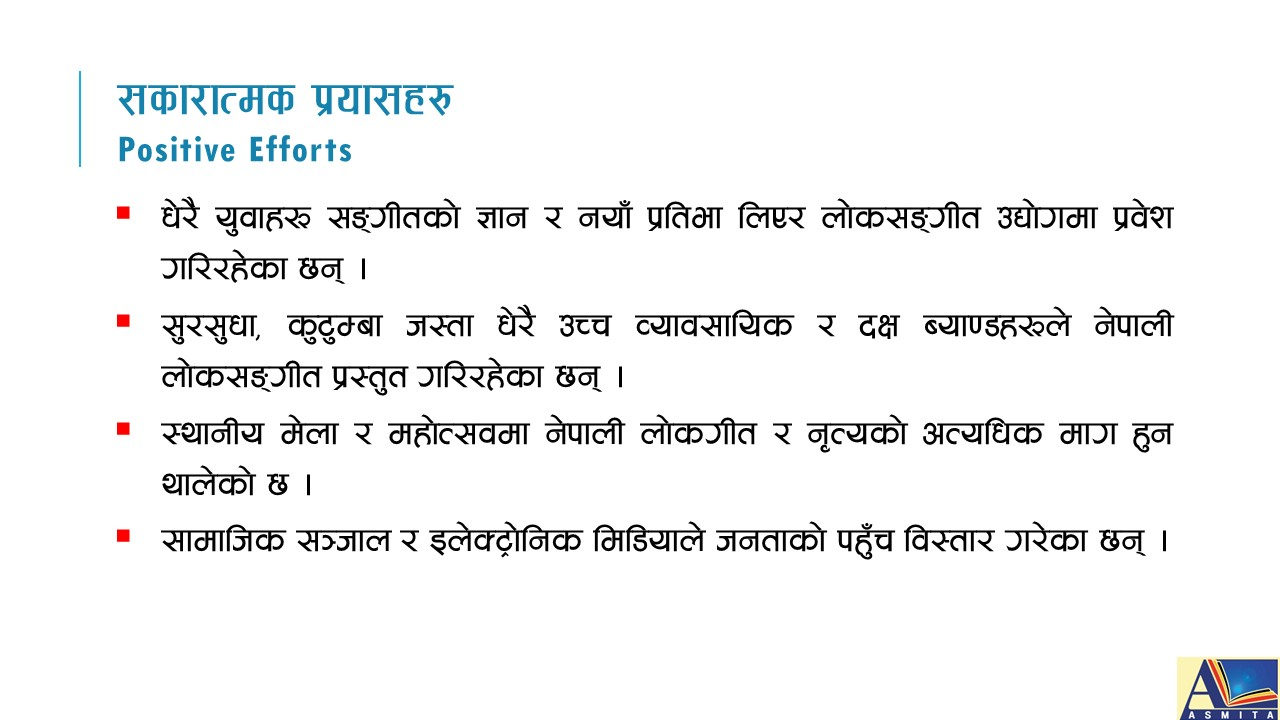 सकारात्मक प्रयासहरु
Positive Efforts
धेरै युवाहरू सङ्गीतको ज्ञान र नयाँ प्रतिभा लिएर लोकसङ्गीत उद्योगमा प्रवेश
गरिरहेका छन् ।
सुरसुधा, कुटुम्बा जस्ता धेरै उच्च व्यावसायिक र दक्ष ब्याण्डहरूले नेपाली
लोकसङ्गीत प्रस्तुत गरिरहेका छन् ।
स्थानीय मेला र महोत्सवमा नेपाली लोकगीत र नृत्यको अत्यधिक माग हुन
थालेको छ ।
सामाजिक सञ्जाल र इलेक्ट्रोनिक मिडियाले जनताको पहुँच विस्तार गरेका छन् ।
ASMITA